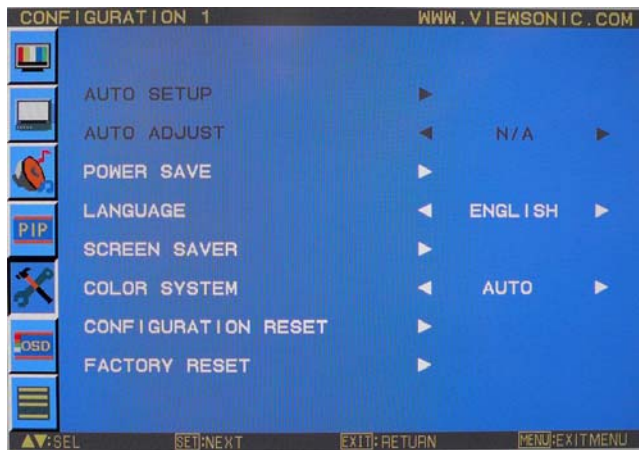 CONFIGURATION 1 WWW.VIEWSONIC.COM
AUTO SETUP
AUTO ADJUST N/A
POWER SAVE
LANGUAGE ENGLISH
PIP
SCREEN SAVER
COLOR SYSTEM AUTO
CONFIGURATION RESET
OSD
FACTORY RESET
▲▼:SEL SET:NEXT EXIT:RETURN MENU:EXITMENU